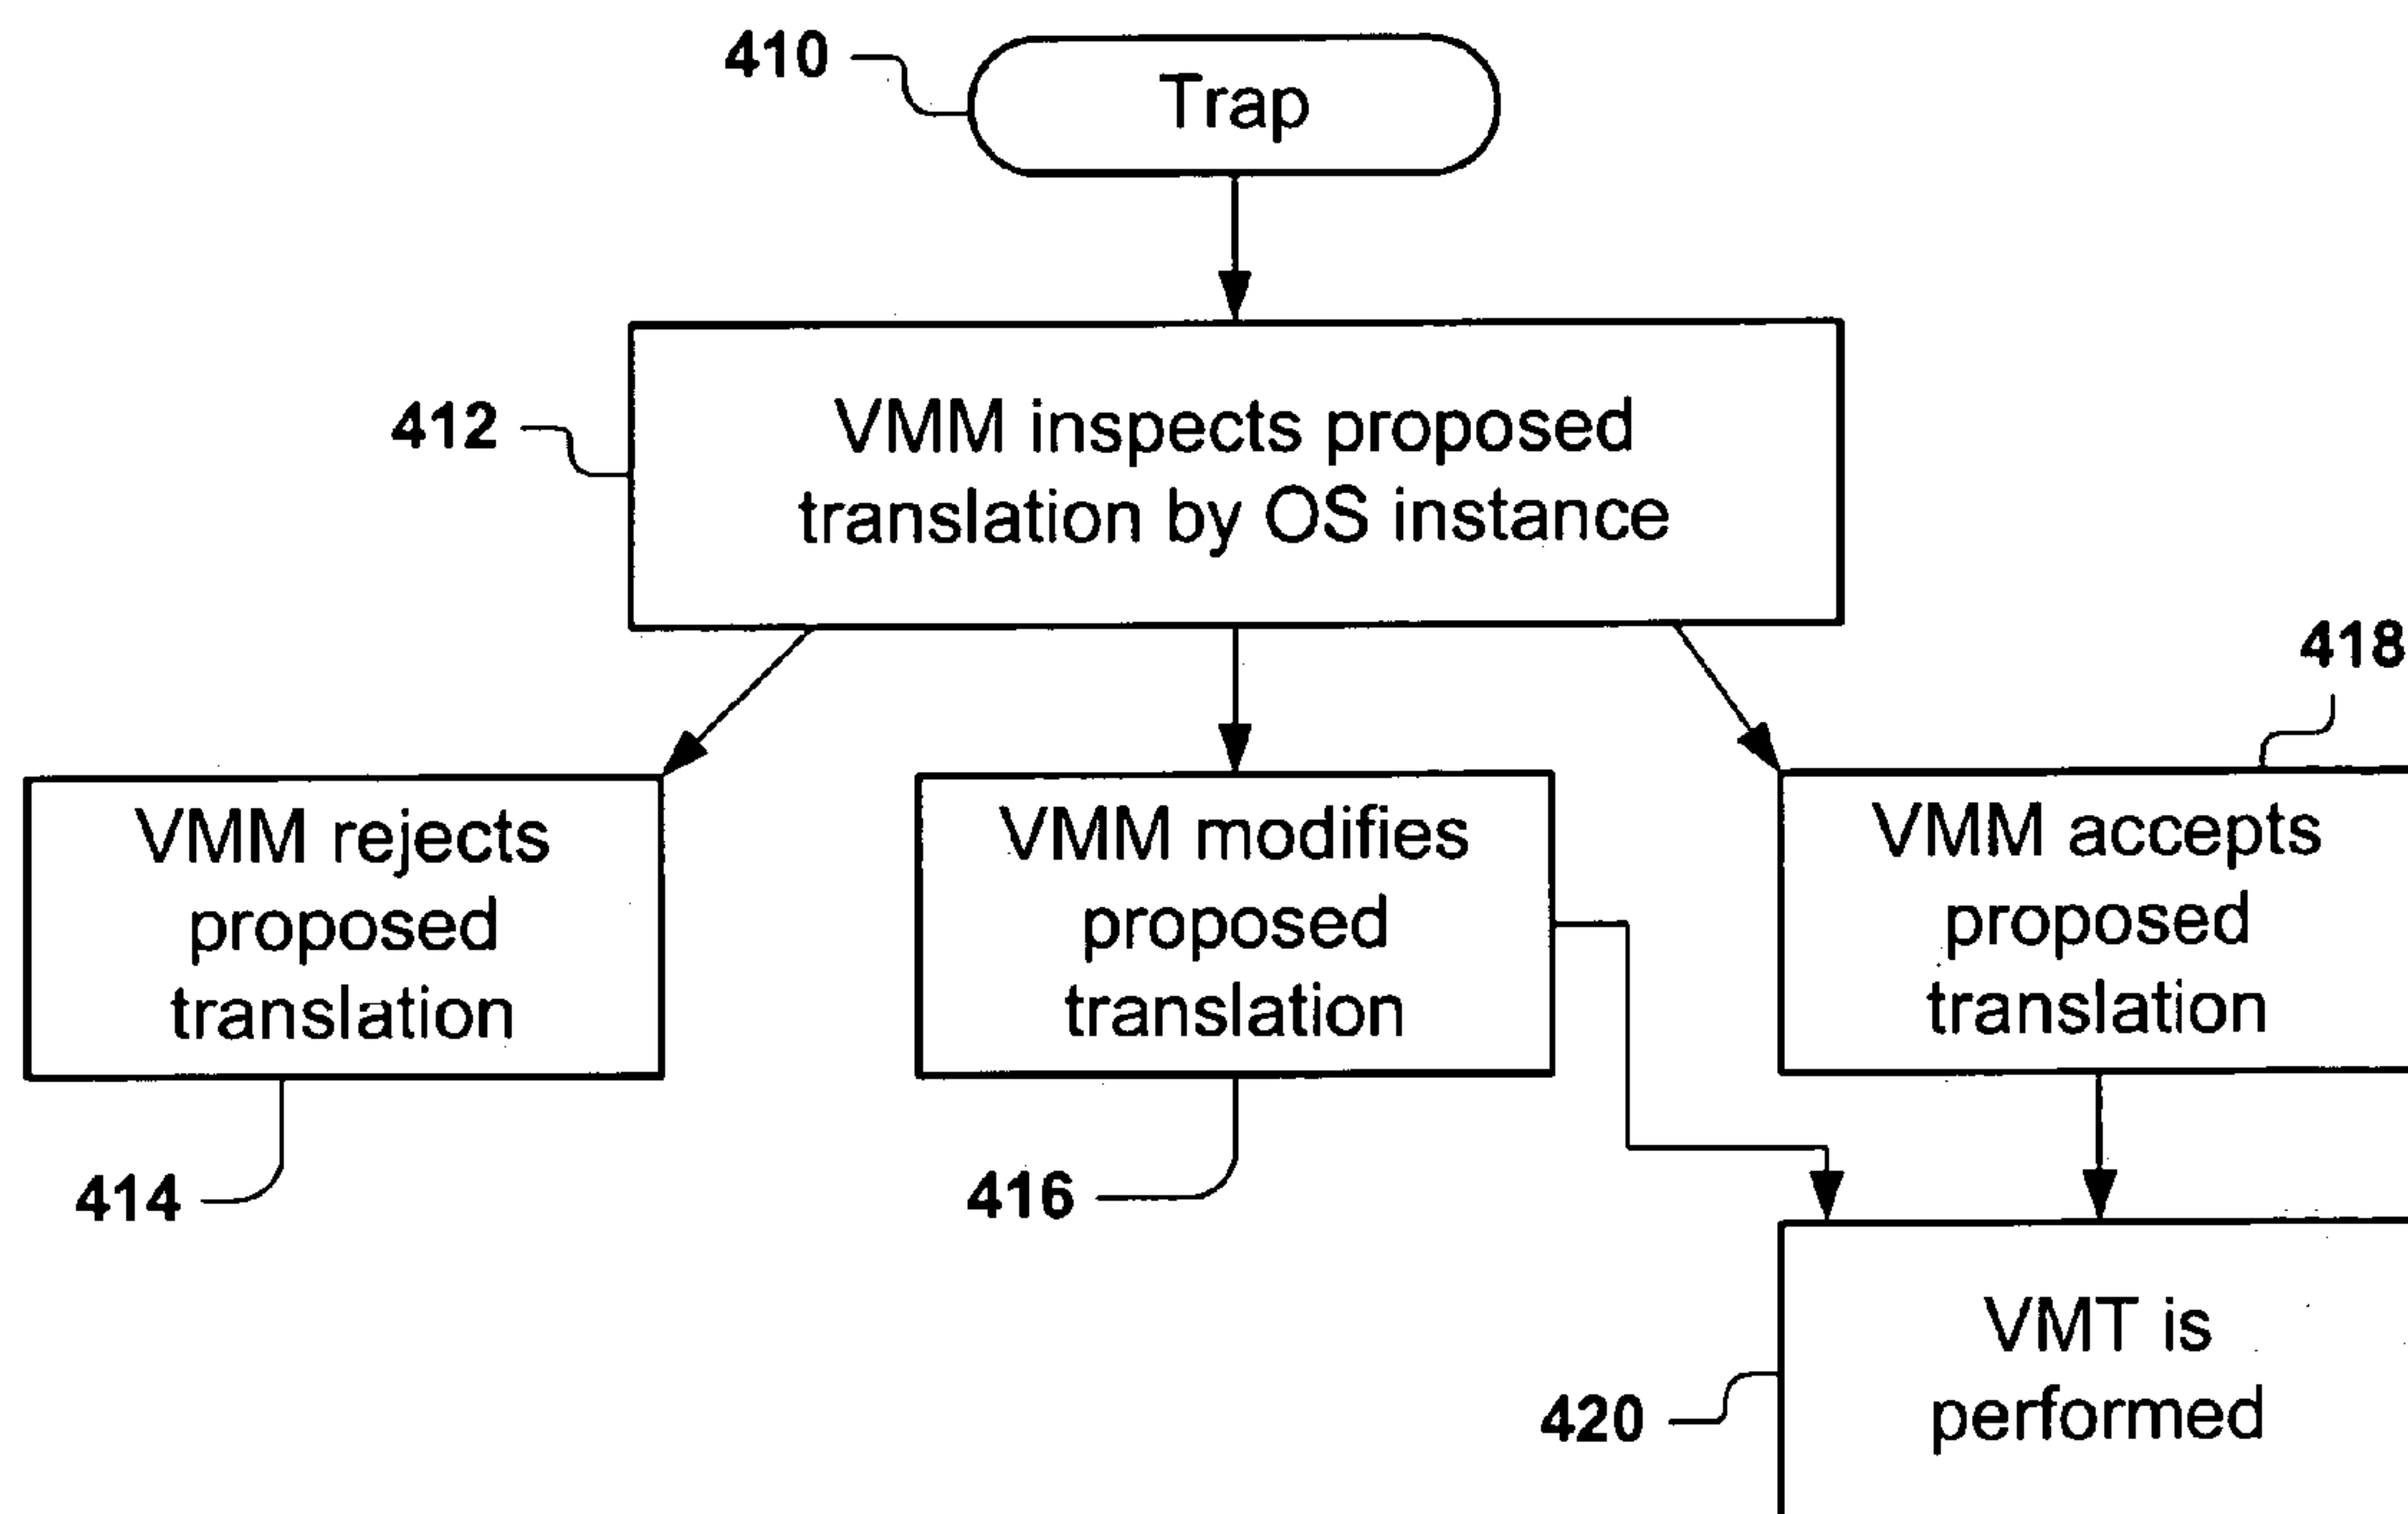 410
Trap
412
VMM inspects proposed
translation by OS instance
418
VMM rejects
proposed
translation
VMM modifies
proposed
translation
VMM accepts
proposed
translation
414
416
VMT is
performed
420